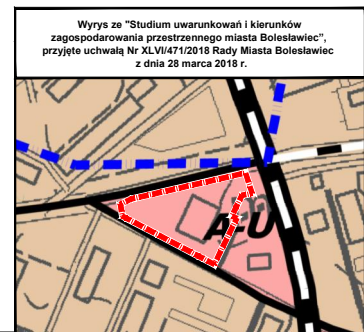 Wyrys ze "Studium uwarunkowań i kierunków
zagospodarowania przestrzennego miasta Bolesławiec”,
przyjęte uchwałą Nr XLVI/471/2018 Rady Miasta Bolesławiec
z dnia 28 marca 2018 r.
A-U